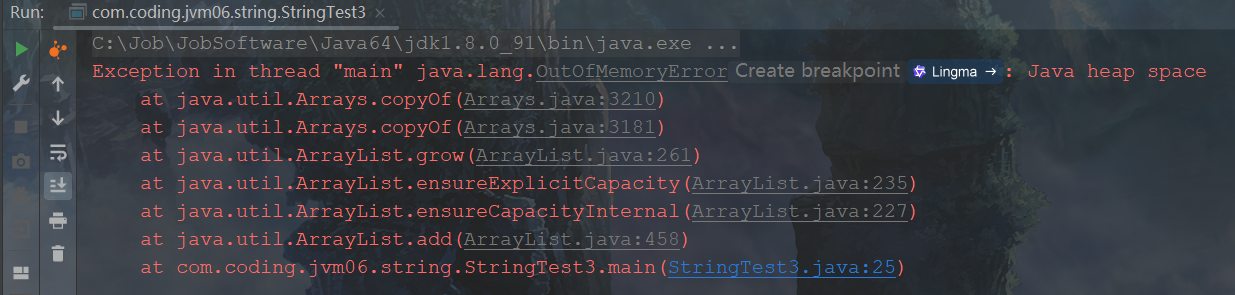 Run: com.coding.jvm06.string.StringTest3 ×
C:\Job\JobSoftware\Java64\jdk1.8.0_91\bin\java.exe ...
Exception in thread "main" java.lang.OutOfMemoryError Create breakpoint Lingma → : Java heap space
at java.util.Arrays.copyOf(Arrays.java:3210)
at java.util.Arrays.copyOf(Arrays.java:3181)
at java.util.ArrayList.grow(ArrayList.java:261)
at java.util.ArrayList.ensureExplicitCapacity(ArrayList.java:235)
at java.util.ArrayList.ensureCapacityInternal(ArrayList.java:227)
at java.util.ArrayList.add(ArrayList.java:458)
at com.coding.jvm06.string.StringTest3.main(StringTest3.java:25)